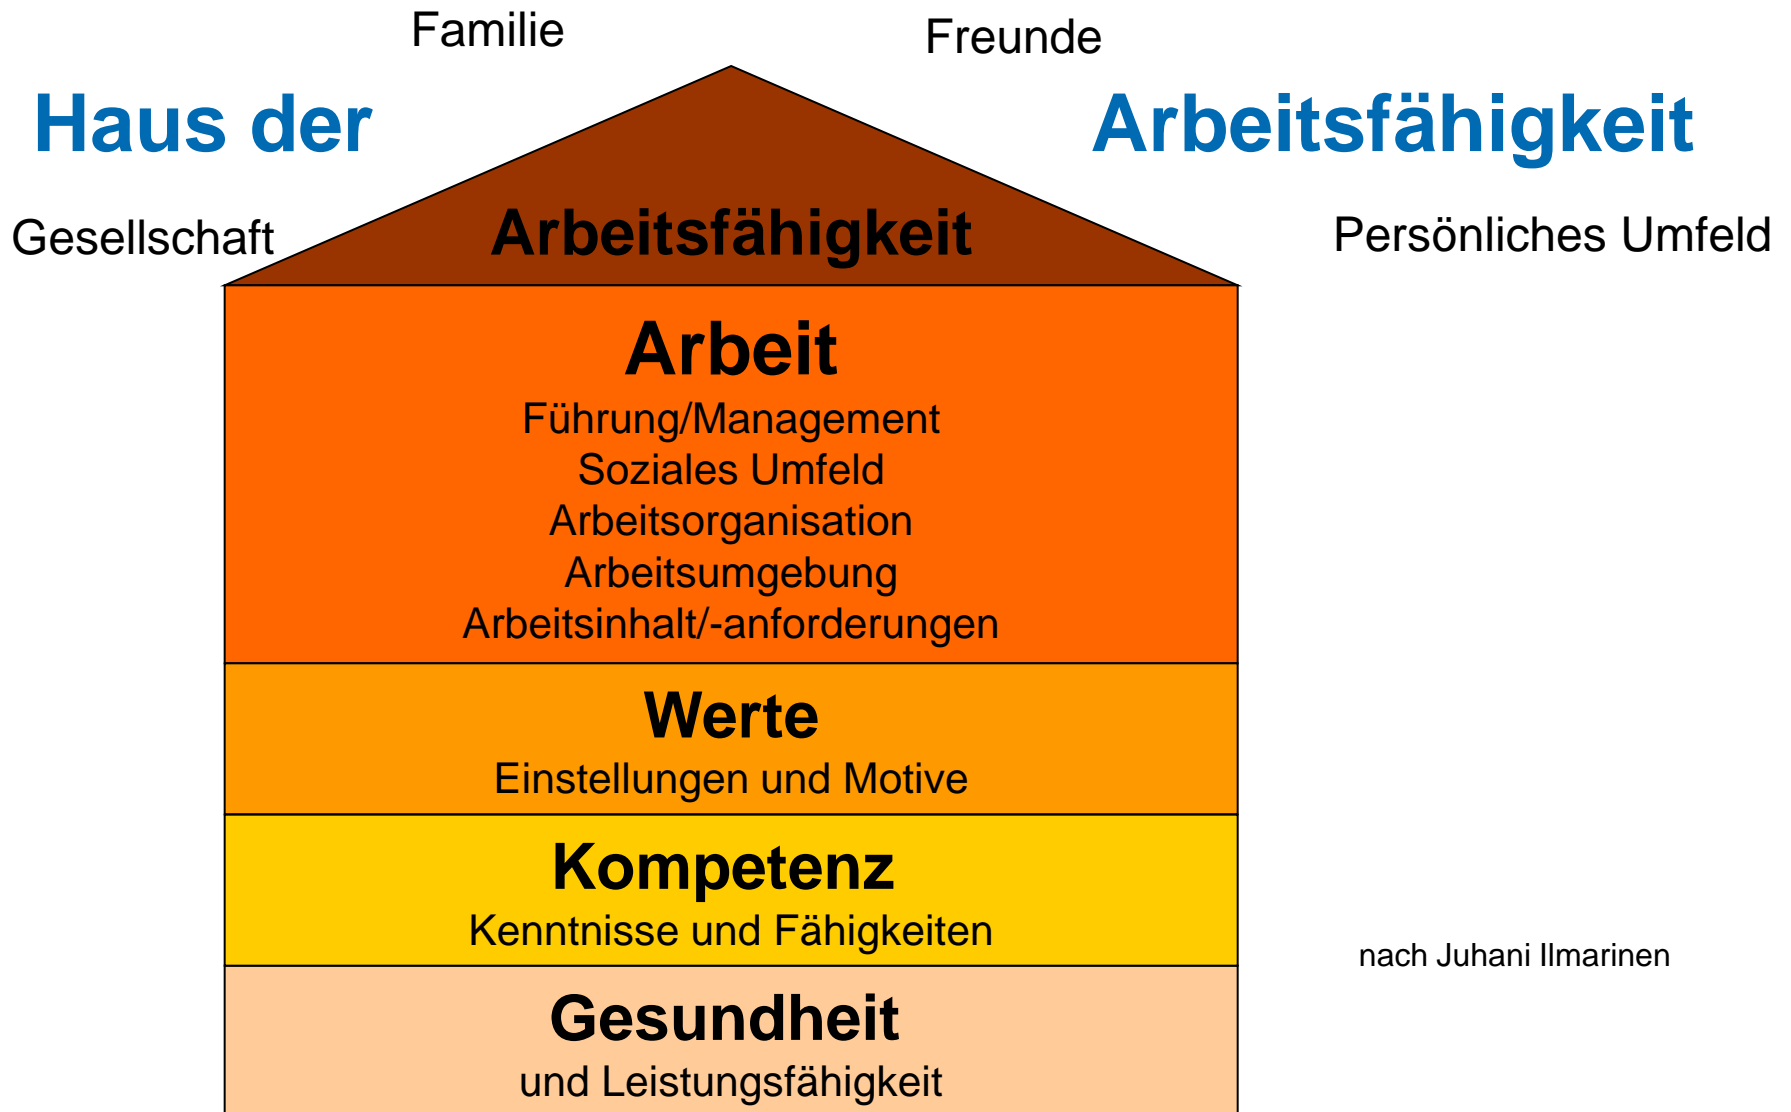 Familie
Freunde
Haus der
Arbeitsfähigkeit
Gesellschaft
Arbeitsfähigkeit
Persönliches Umfeld
Arbeit
Führung/Management
Soziales Umfeld
Arbeitsorganisation
Arbeitsumgebung
Arbeitsinhalt/-anforderungen
Werte
Einstellungen und Motive
Kompetenz
Kenntnisse und Fähigkeiten
nach Juhani Ilmarinen
Gesundheit
und Leistungsfähigkeit